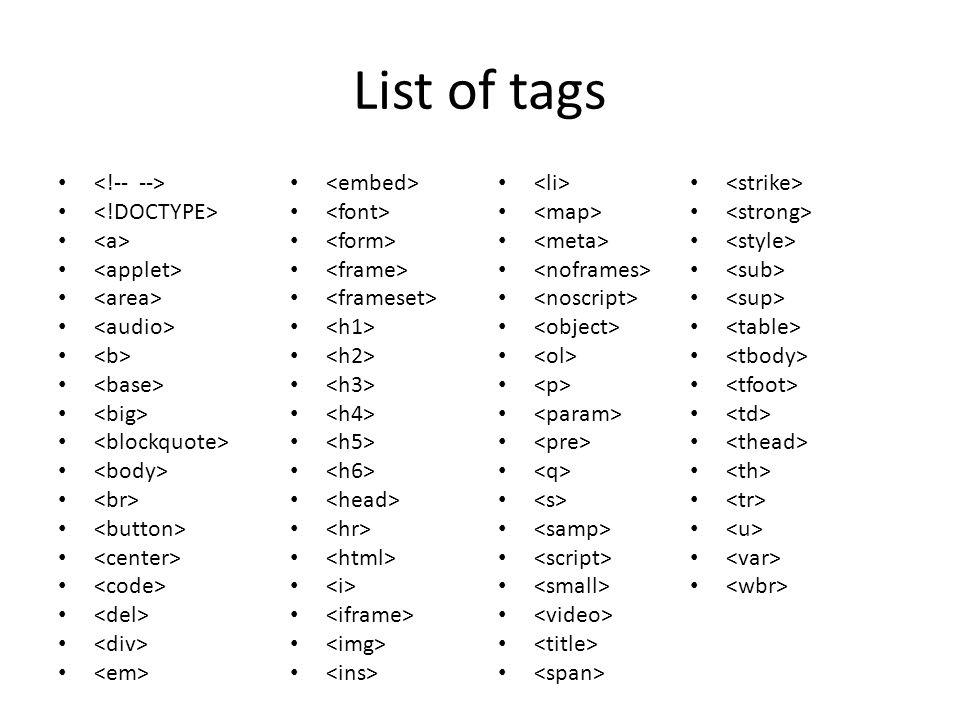 List of tags
• <!-- -->
• <!DOCTYPE>
• <a>
• <applet>
• <area>
• <audio>
• <b>
• <base>
• <big>
• <blockquote>
• <body>
• <br>
• <button>
• <center>
• <code>
• <del>
• <div>
• <em>
• <embed>
• <font>
• <form>
• <frame>
• <frameset>
• <h1>
• <h2>
• <h3>
• <h4>
• <h5>
• <h6>
• <head>
• <hr>
• <html>
• <i>
• <iframe>
• <img>
• <ins>
• <li>
• <map>
• <meta>
• <noframes>
• <noscript>
• <object>
• <ol>
• <p>
• <param>
• <pre>
• <q>
• <s>
• <samp>
• <script>
• <small>
• <video>
• <title>
• <span>
• <strike>
• <strong>
• <style>
• <sub>
• <sup>
• <table>
• <tbody>
• <tfoot>
• <td>
• <thead>
• <th>
• <tr>
• <u>
• <var>
• <wbr>